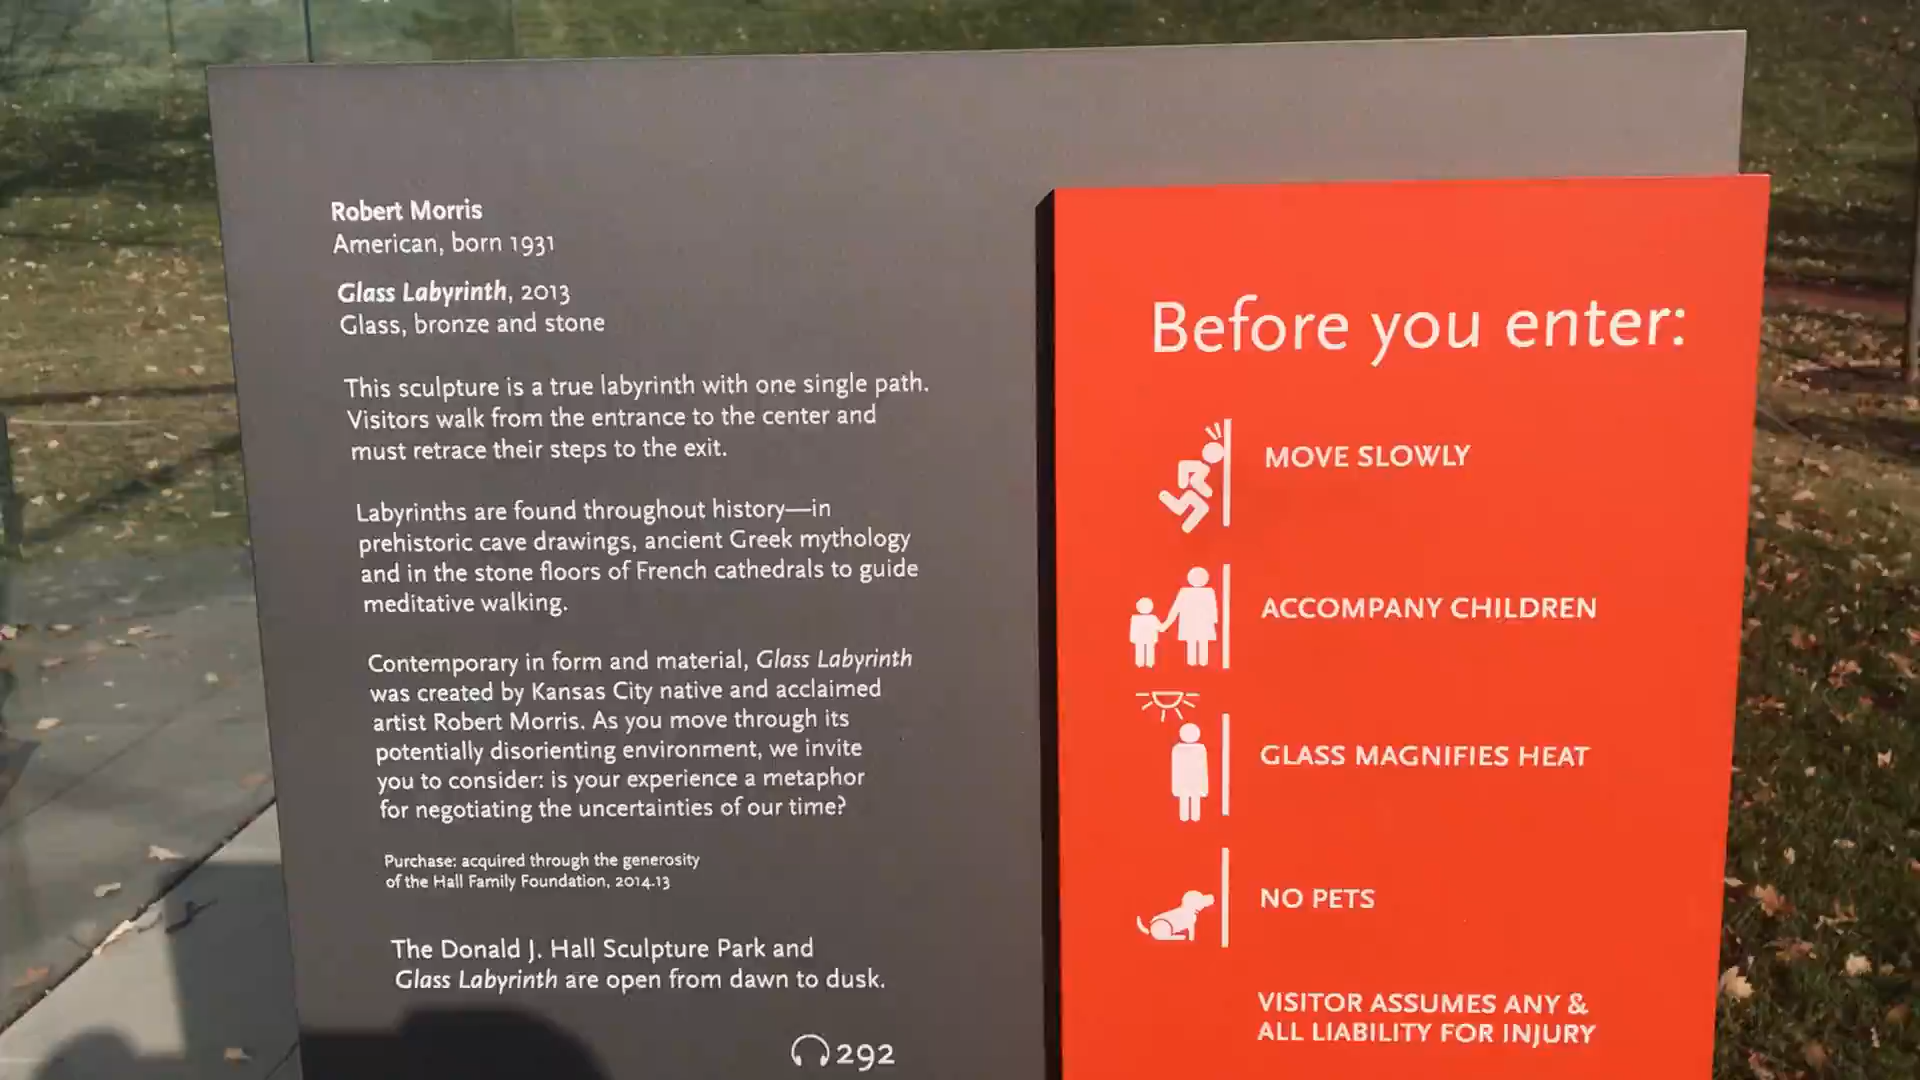 Robert Morris
American, born 1931
Glass Labyrinth, 2013
Glass, bronze and stone
This sculpture is a true labyrinth with one single path.
Visitors walk from the entrance to the center and
must retrace their steps to the exit.
Labyrinths are found throughout history—in
prehistoric cave drawings, ancient Greek mythology
and in the stone floors of French cathedrals to guide
meditative walking.
Contemporary in form and material, Glass Labyrinth
was created by Kansas City native and acclaimed
artist Robert Morris. As you move through its
potentially disorienting environment, we invite
you to consider: is your experience a metaphor
for negotiating the uncertainties of our time?
Purchase: acquired through the generosity
of the Hall Family Foundation, 2014.13
The Donald J. Hall Sculpture Park and
Glass Labyrinth are open from dawn to dusk.
292
Before you enter:
MOVE SLOWLY
ACCOMPANY CHILDREN
GLASS MAGNIFIES HEAT
NO PETS
VISITOR ASSUMES ANY &
ALL LIABILITY FOR INJURY